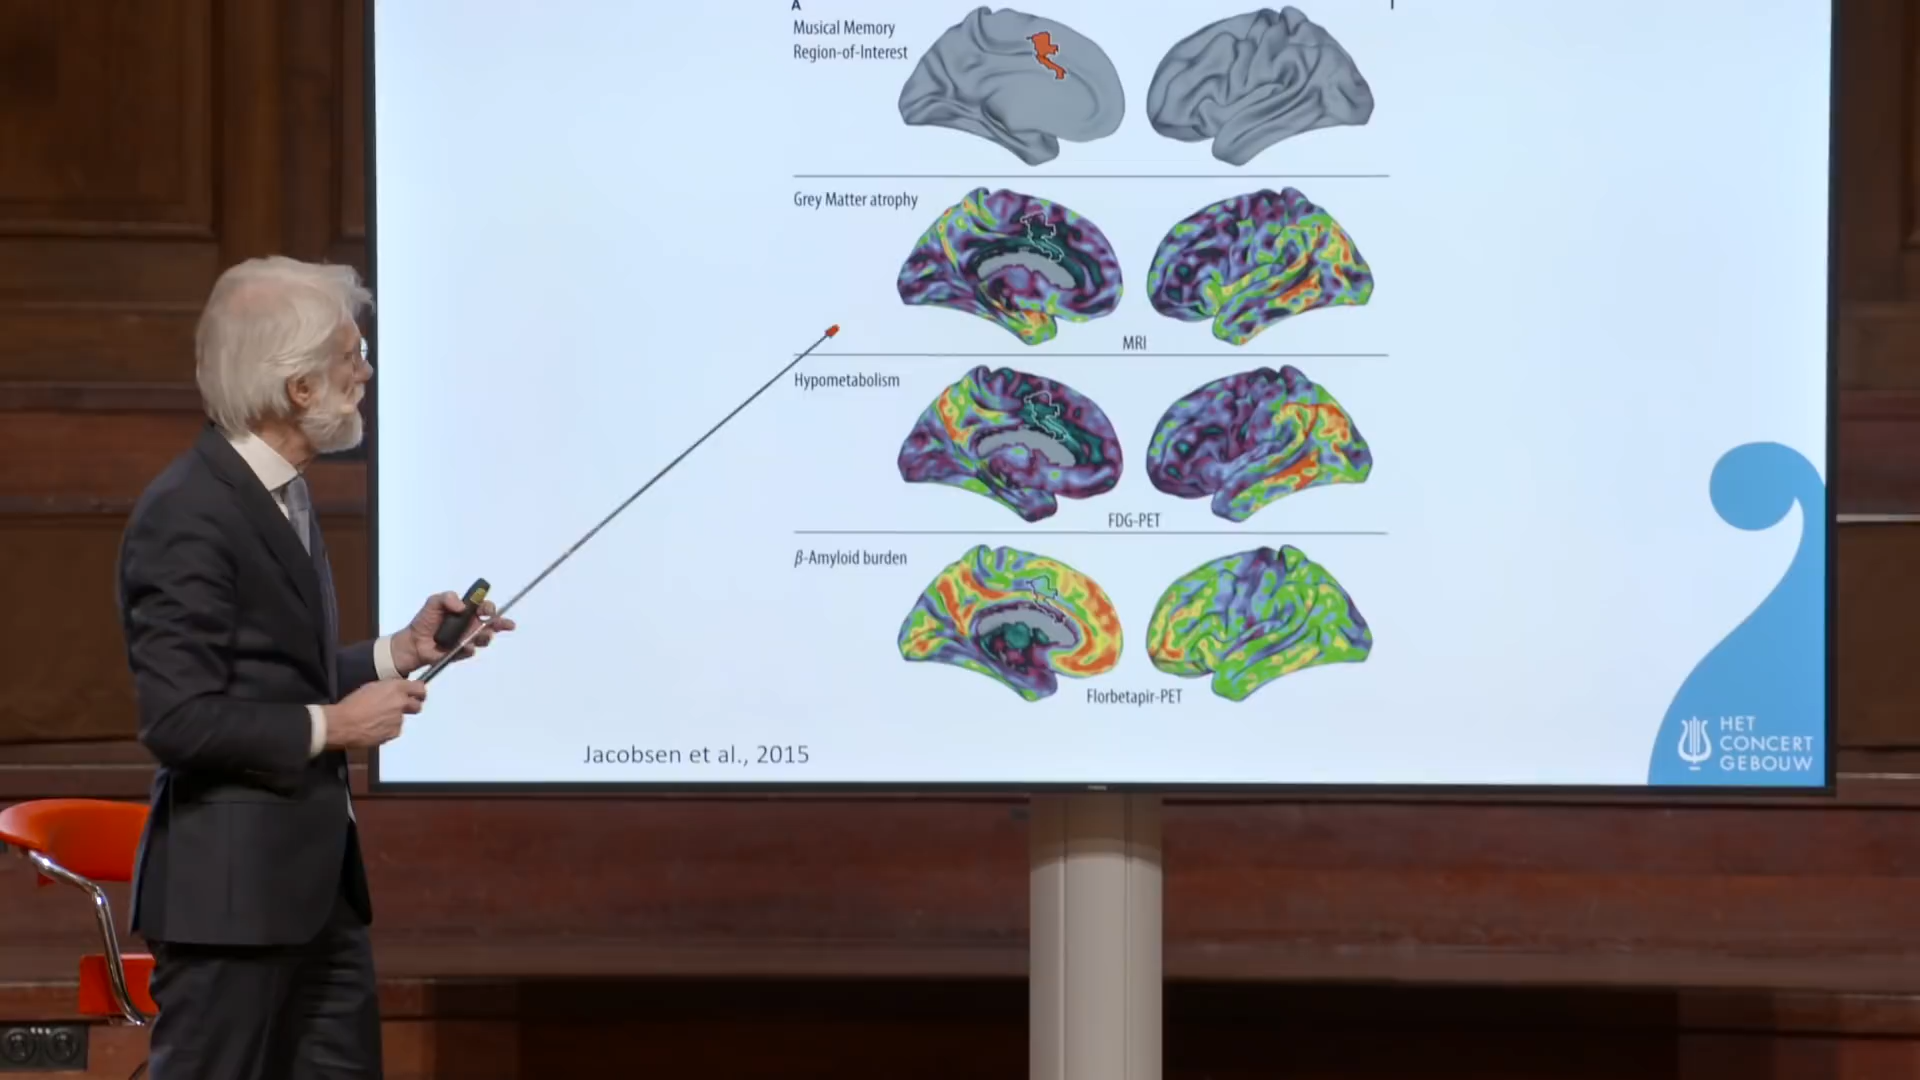 A
Musical Memory
Region-of-Interest
Grey Matter atrophy
MRI
Hypometabolism
FDG-PET
β-Amyloid burden
Florbetapir-PET
Jacobsen et al., 2015
HET
CONCERT
GEBOUW